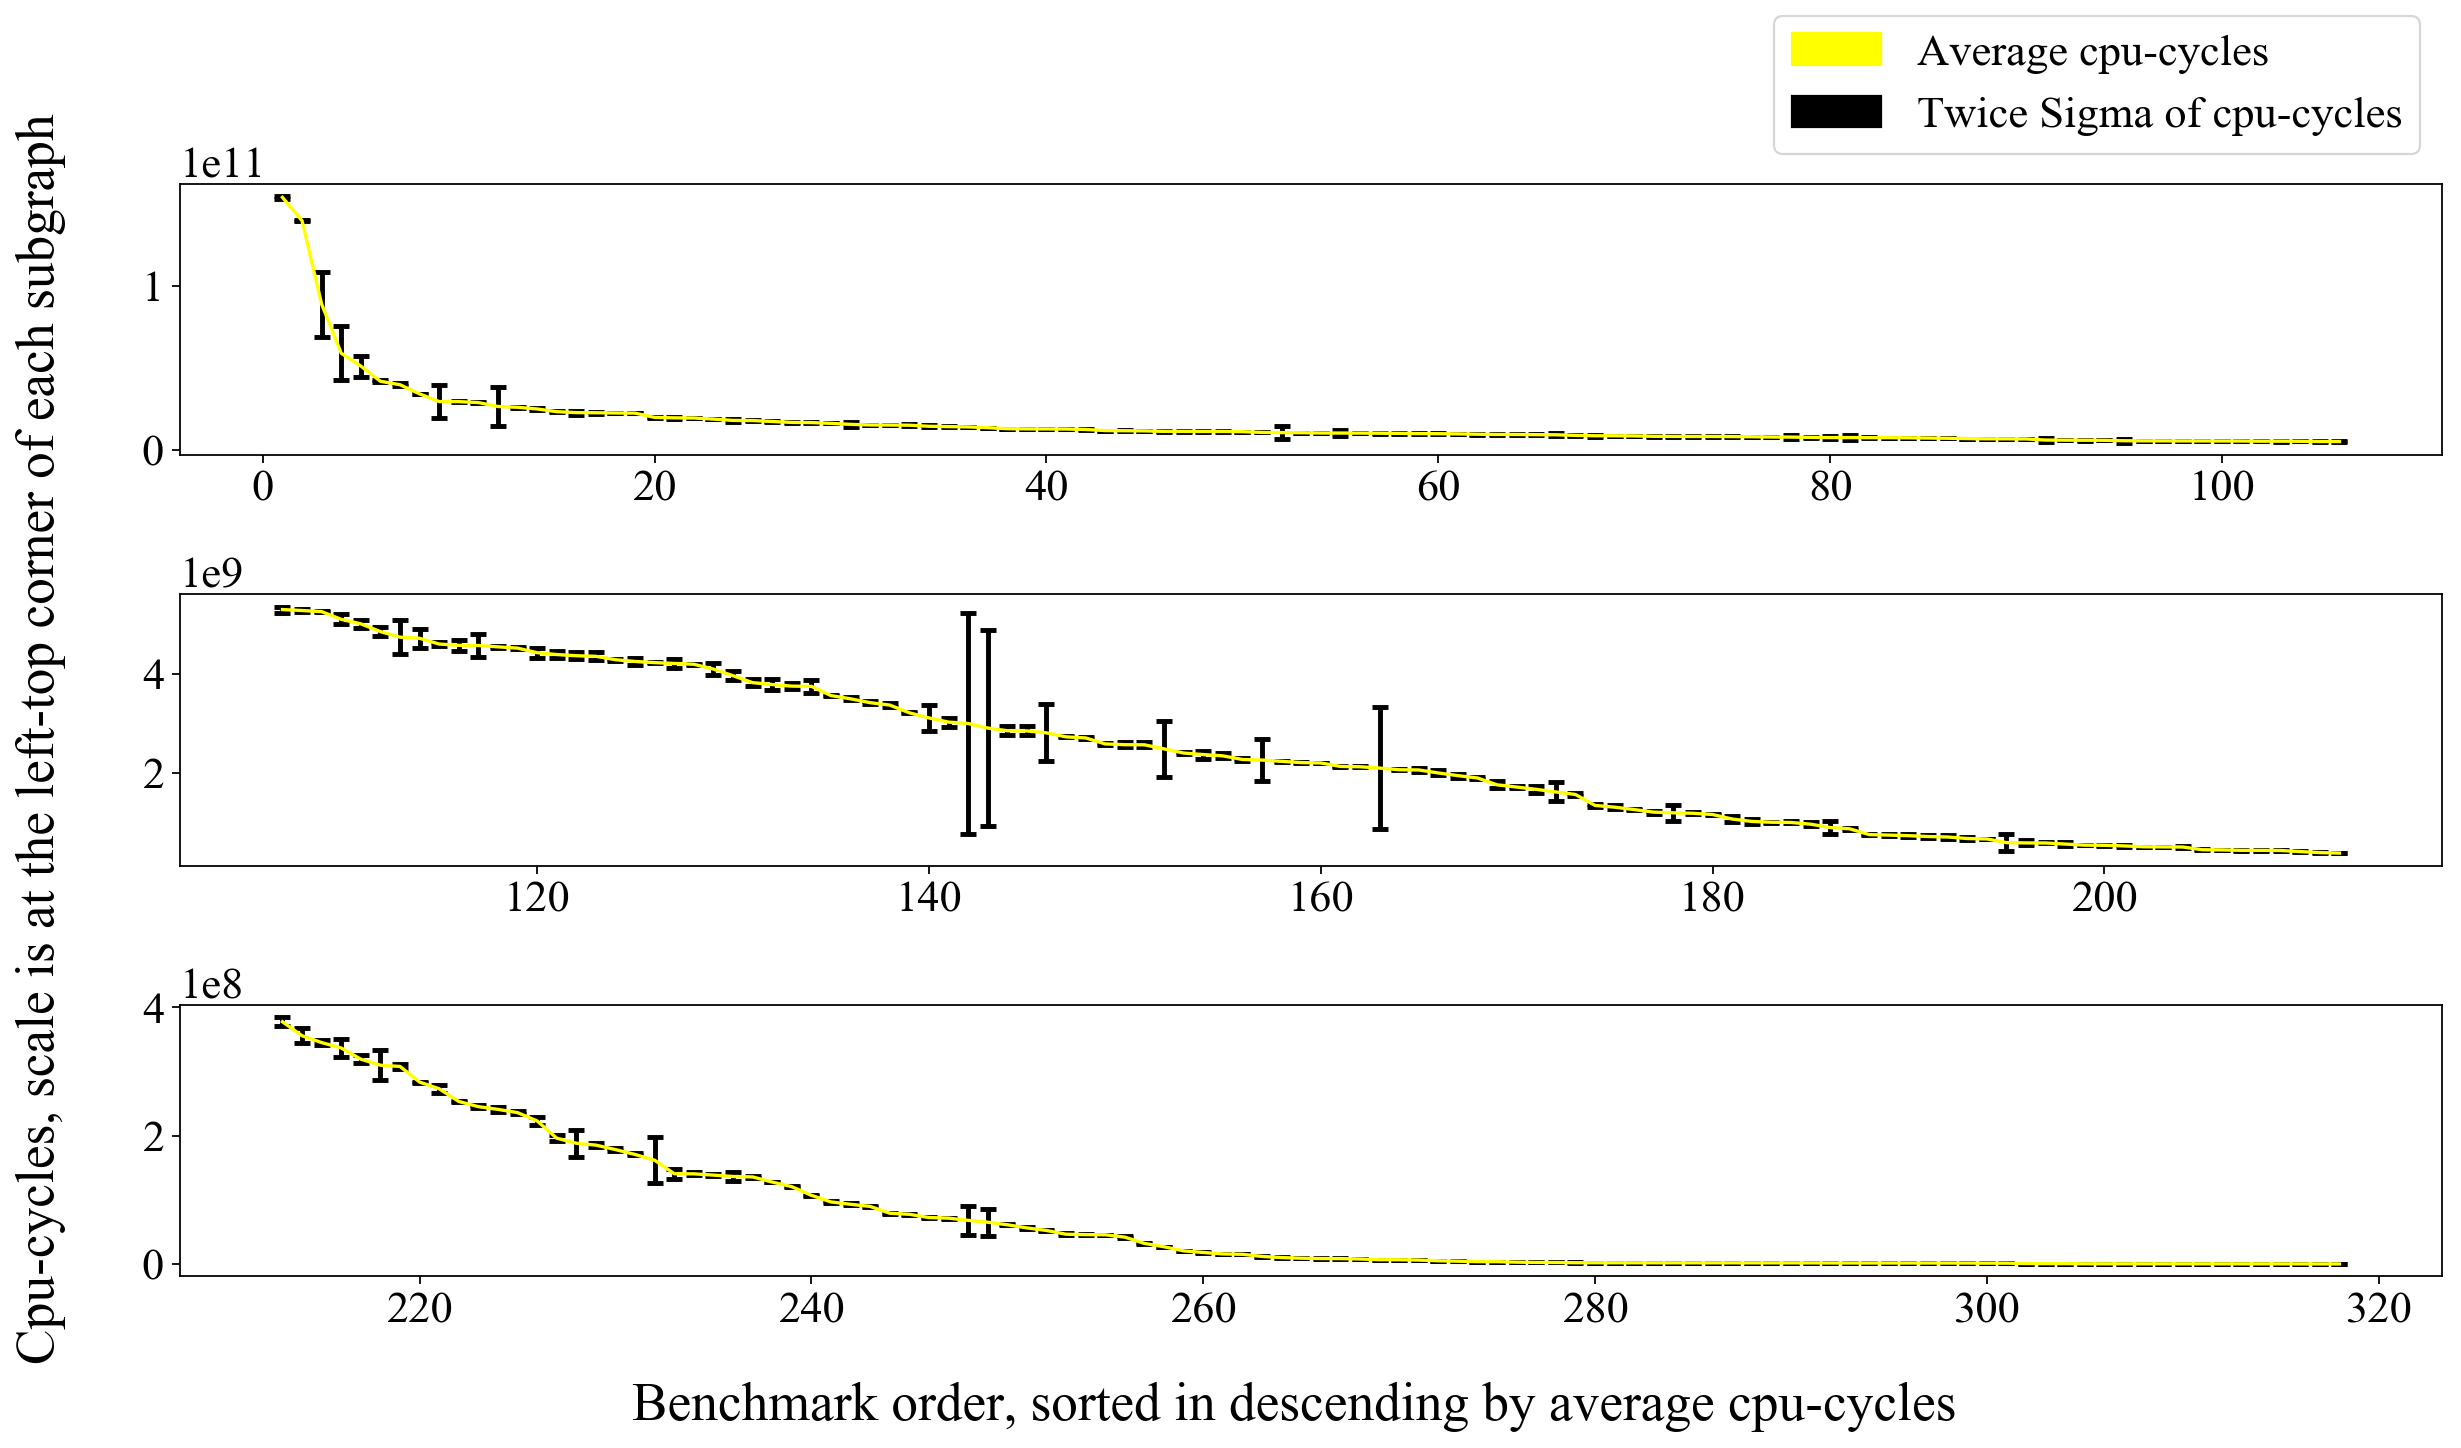 Average cpu-cycles
Twice Sigma of cpu-cycles
Cpu-cycles, scale is at the left-top corner of each subgraph
1e11
1
0
0 20 40 60 80 100
1e9
4
2
120 140 160 180 200
1e8
4
2
0
220 240 260 280 300 320
Benchmark order, sorted in descending by average cpu-cycles